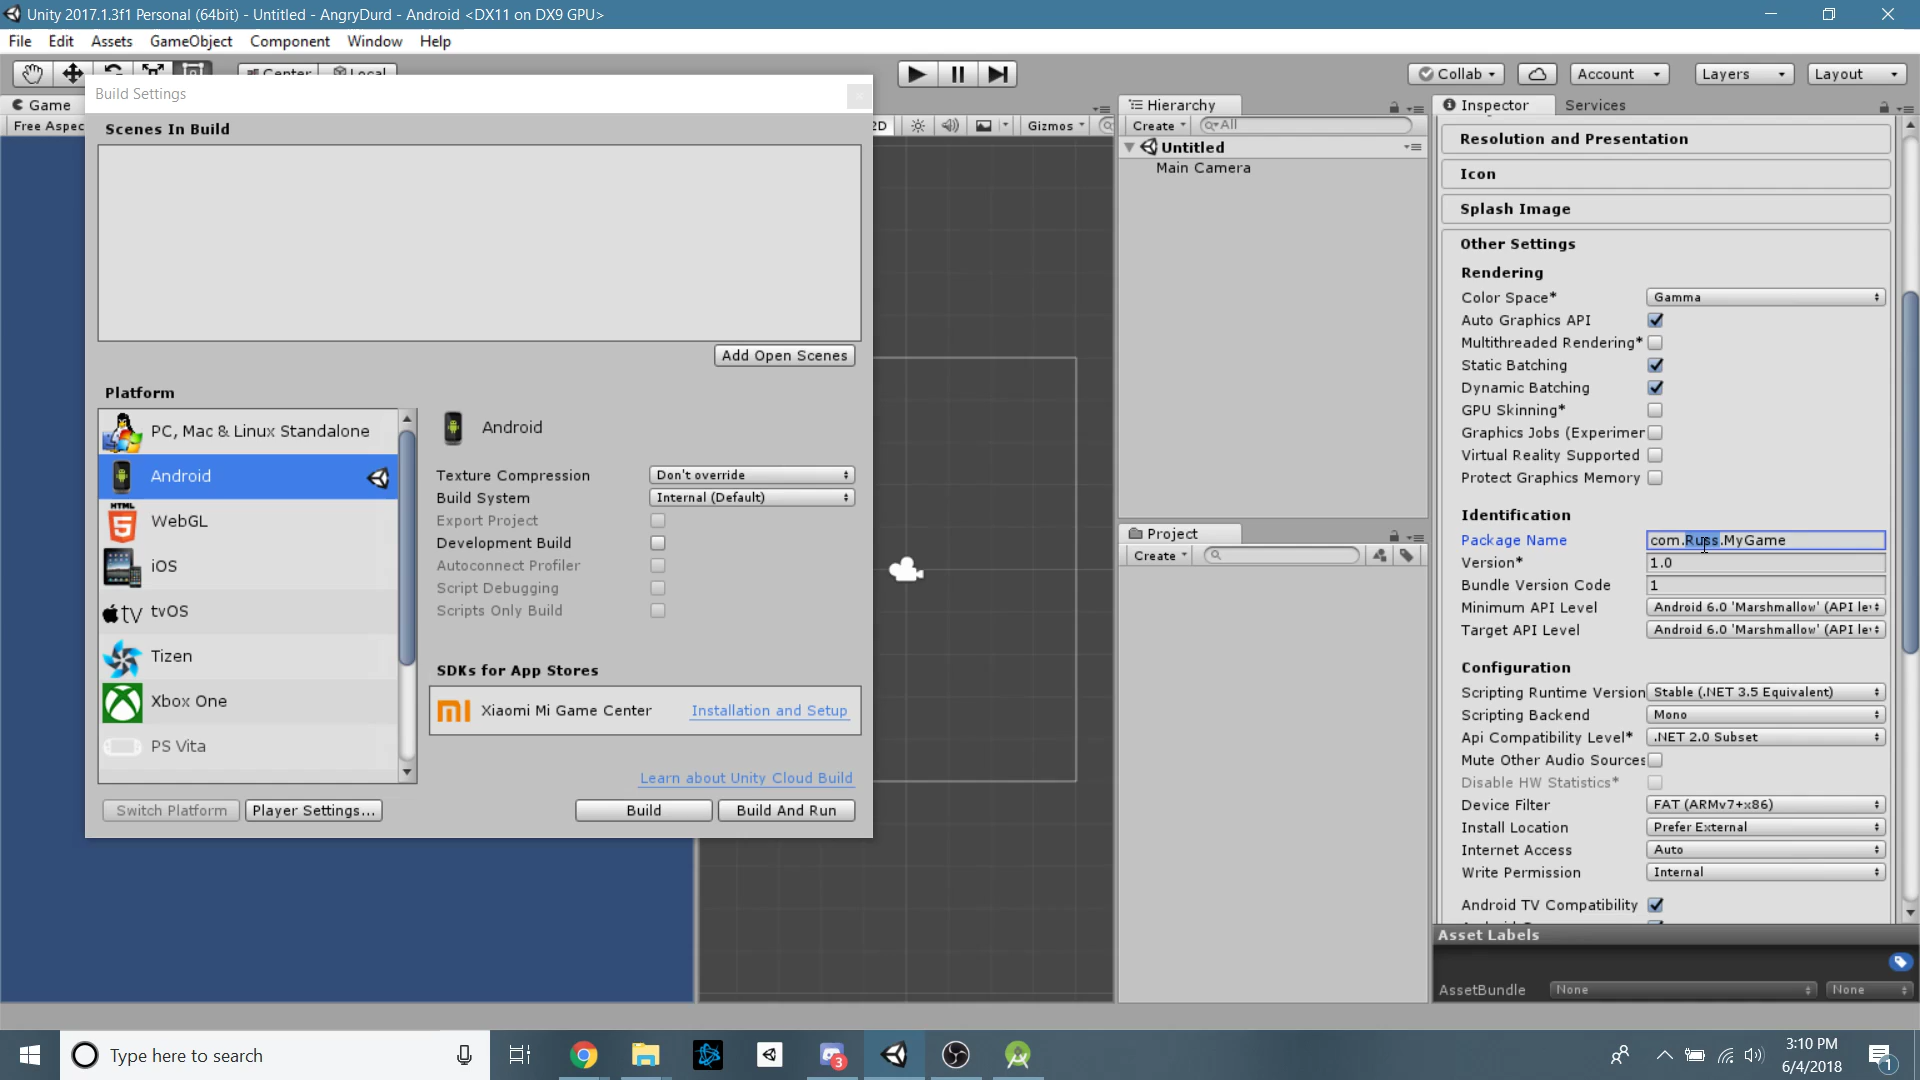 Unity 2017.1.3f1 Personal (64bit) - Untitled - AngryDurd - Android <DX11 on DX9 GPU>
File Edit Assets GameObject Component Window Help
Center Local
Collab Account Layers Layout
Build Settings
Game
Free Aspec
2D Gizmos
Scenes In Build
Add Open Scenes
Platform
PC, Mac & Linux Standalone
Android
HTML
5
WebGL
iOS
tv
tvOS
Tizen
Xbox One
PS Vita
Switch Platform
Player Settings...
Android
Texture Compression Don't override
Build System Internal (Default)
Export Project
Development Build
Autoconnect Profiler
Script Debugging
Scripts Only Build
SDKs for App Stores
Xiaomi Mi Game Center Installation and Setup
Learn about Unity Cloud Build
Build
Build And Run
Hierarchy
Create All
Untitled
Main Camera
Project
Create
Inspector Services
Resolution and Presentation
Icon
Splash Image
Other Settings
Rendering
Color Space* Gamma
Auto Graphics API
Multithreaded Rendering*
Static Batching
Dynamic Batching
GPU Skinning*
Graphics Jobs (Experimer
Virtual Reality Supported
Protect Graphics Memory
Identification
Package Name com.Russ.MyGame
Version* 1.0
Bundle Version Code 1
Minimum API Level Android 6.0 'Marshmallow' (API le
Target API Level Android 6.0 'Marshmallow' (API le
Configuration
Scripting Runtime Version Stable (.NET 3.5 Equivalent)
Scripting Backend Mono
Api Compatibility Level* .NET 2.0 Subset
Mute Other Audio Sources
Disable HW Statistics*
Device Filter FAT (ARMv7+x86)
Install Location Prefer External
Internet Access Auto
Write Permission Internal
Android TV Compatibility
Asset Labels
AssetBundle None None
Type here to search
3
3:10 PM
6/4/2018
1